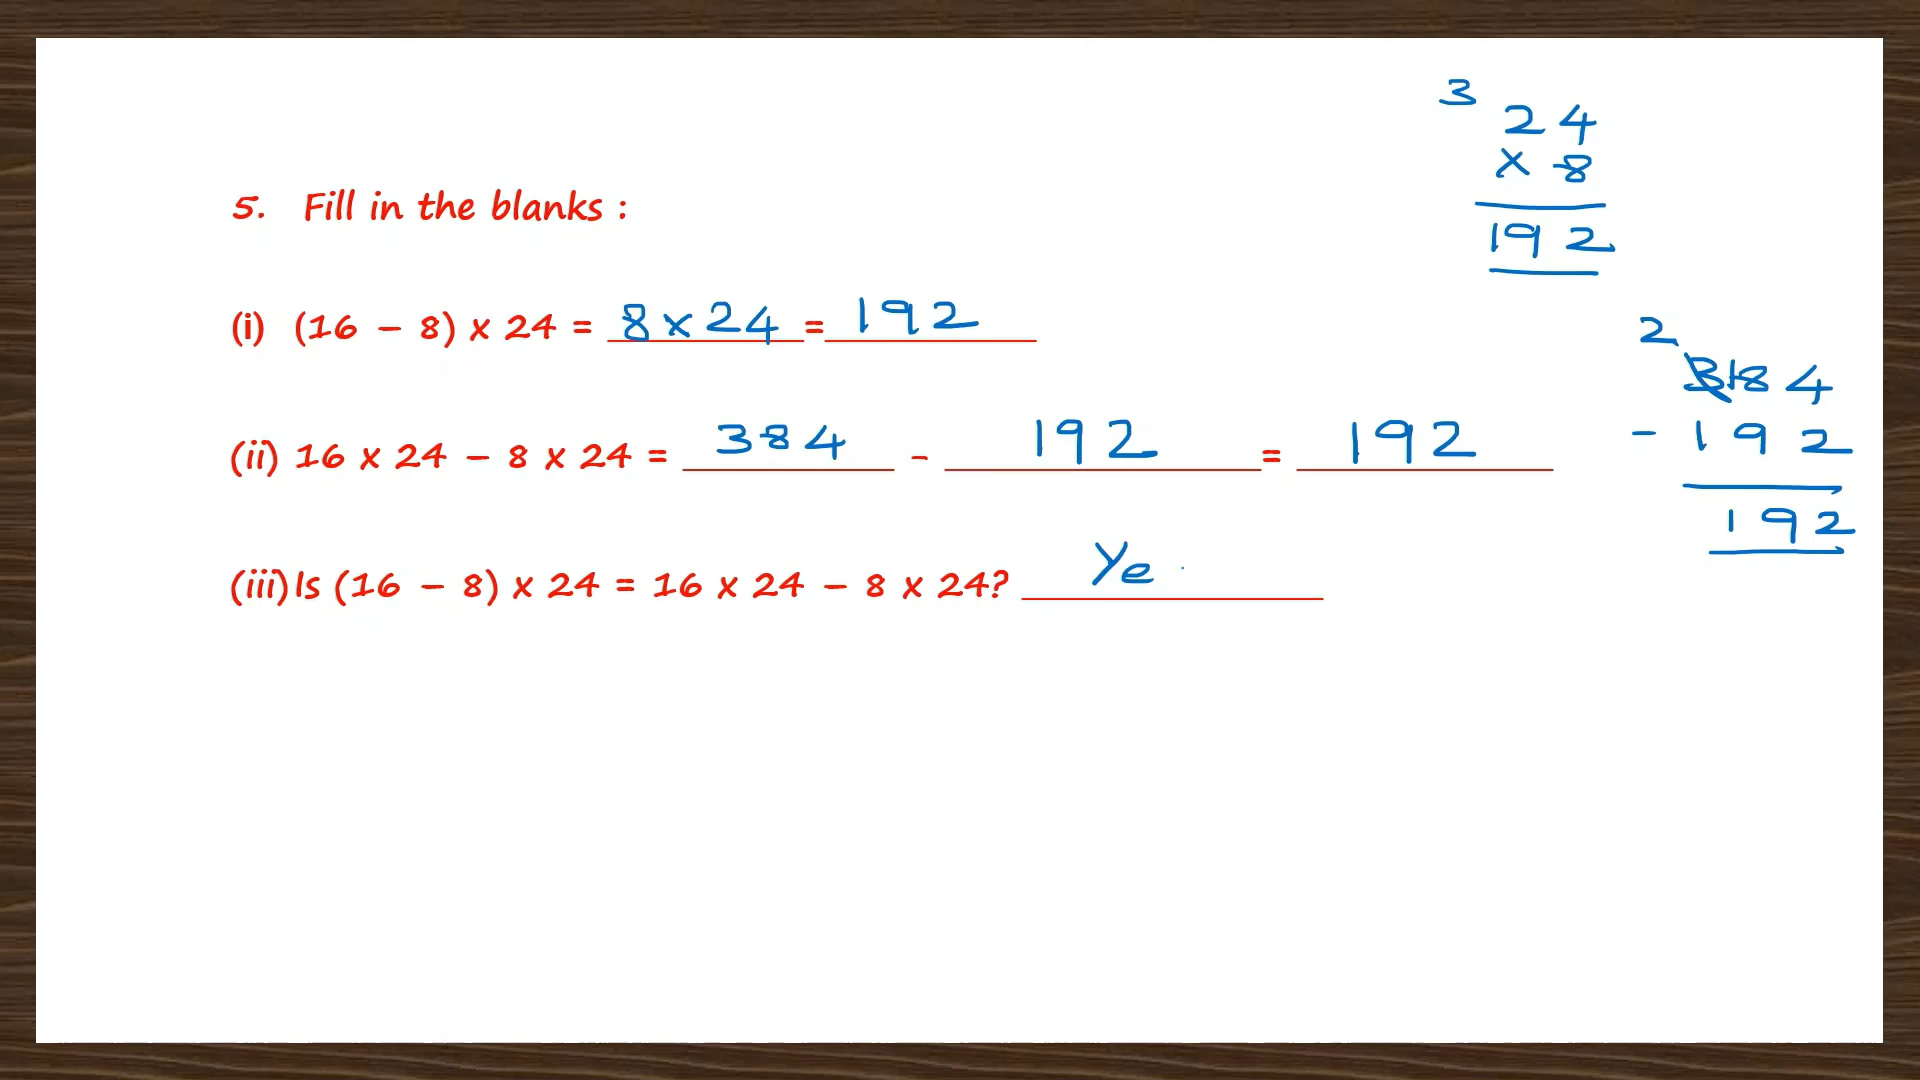 5. Fill in the blanks :
(i) (16 – 8) x 24 = 8 x 24 = 192
(ii) 16 x 24 – 8 x 24 = 384 - 192 = 192
(iii) Is (16 – 8) x 24 = 16 x 24 – 8 x 24? Ye
3
24
x 8
192
2
3184
- 192
192